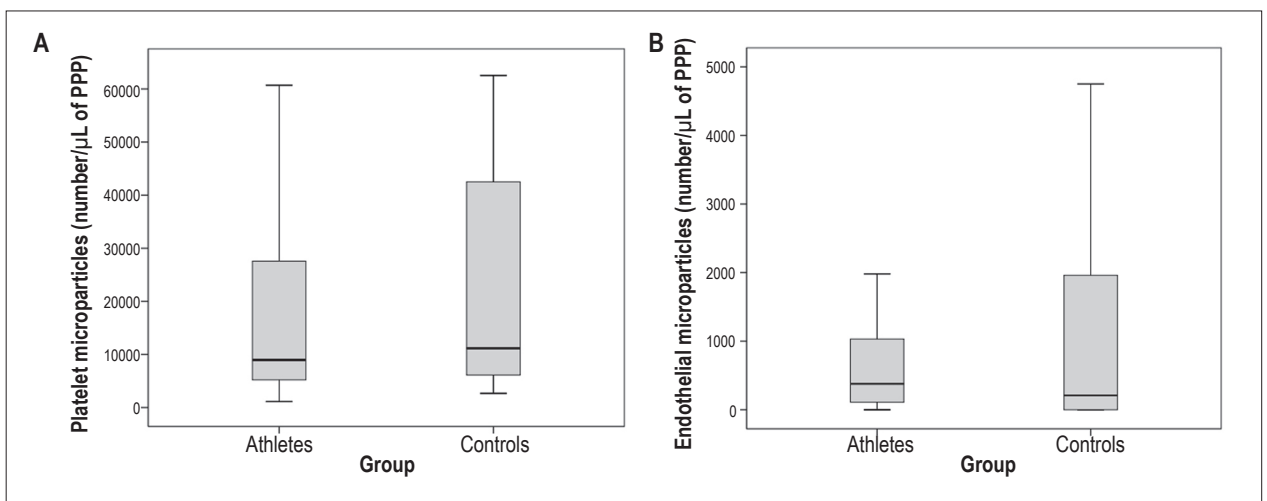 A
Platelet microparticles (number/µL of PPP)
60000
50000
40000
30000
20000
10000
0
Athletes
Controls
Group
B
Endothelial microparticles (number/µL of PPP)
5000
4000
3000
2000
1000
0
Athletes
Controls
Group